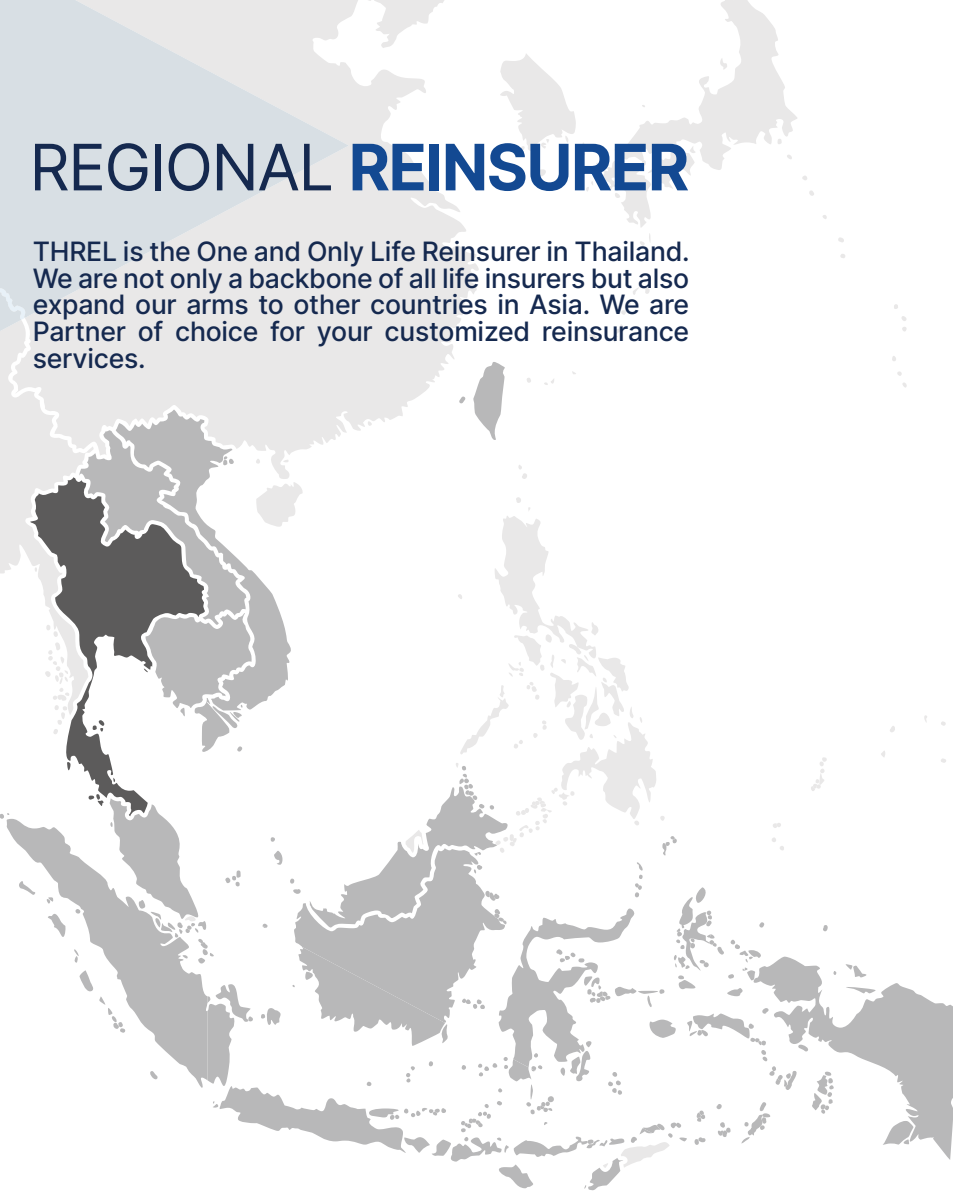 REGIONAL REINSURER
THREL is the One and Only Life Reinsurer in Thailand.
We are not only a backbone of all life insurers but also
expand our arms to other countries in Asia. We are
Partner of choice for your customized reinsurance
services.